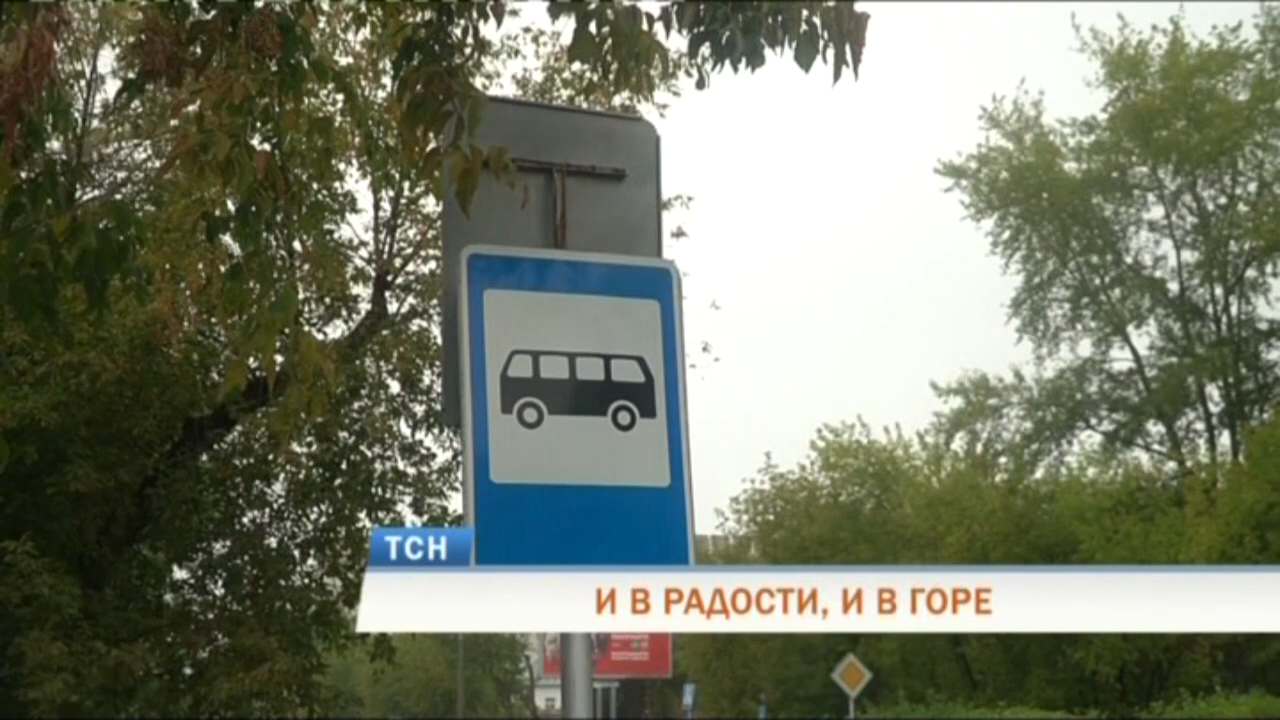 ТСН
И В РАДОСТИ, И В ГОРЕ